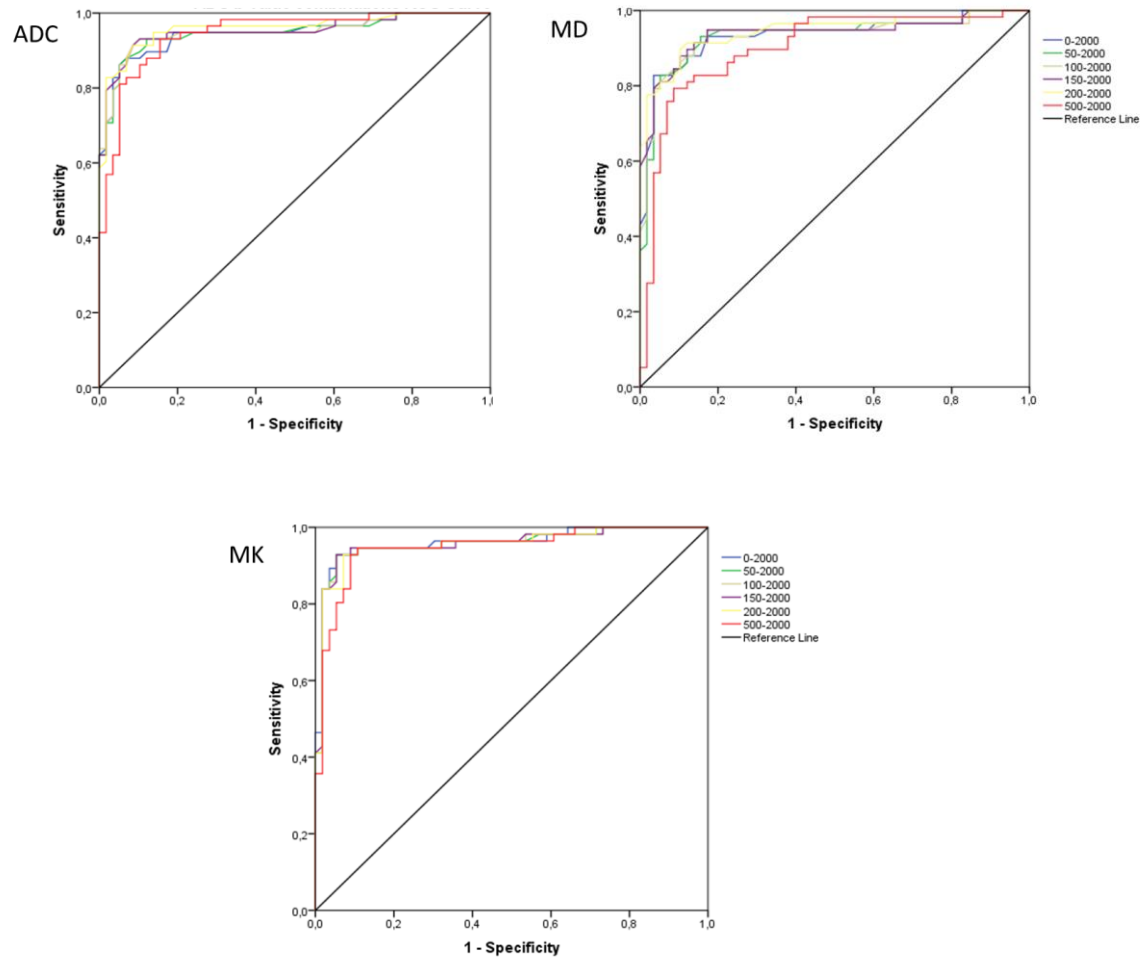 ADC
MD
1,0
0,8
0,6
0,4
0,2
0,0
Sensitivity
0,0 0,2 0,4 0,6 0,8 1,0
1 - Specificity
1,0
0,8
0,6
0,4
0,2
0,0
Sensitivity
0,0 0,2 0,4 0,6 0,8 1,0
1 - Specificity
0-2000
50-2000
100-2000
150-2000
200-2000
500-2000
Reference Line
MK
1,0
0,8
0,6
0,4
0,2
0,0
Sensitivity
0,0 0,2 0,4 0,6 0,8 1,0
1 - Specificity
0-2000
50-2000
100-2000
150-2000
200-2000
500-2000
Reference Line